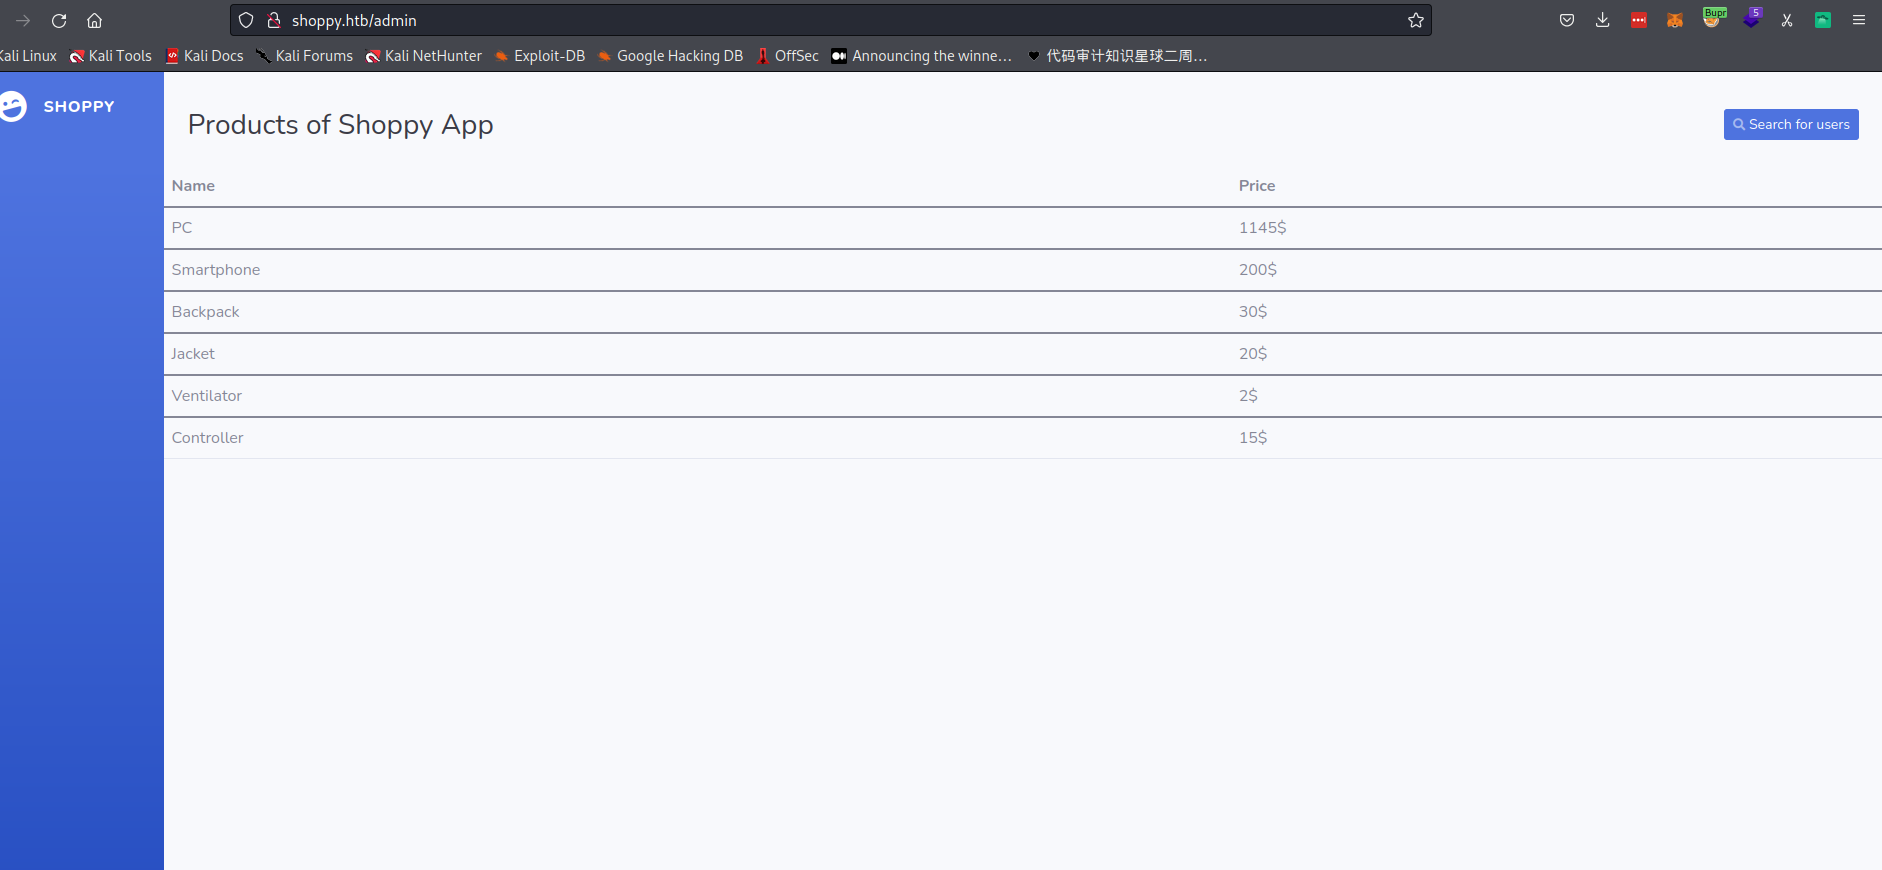 shoppy.htb/admin
Bupr
5
Kali Linux Kali Tools Kali Docs Kali Forums Kali NetHunter Exploit-DB Google Hacking DB OffSec Announcing the winne… 代码审计知识星球二周…
SHOPPY
Products of Shoppy App
Search for users
Name Price
PC 1145$
Smartphone 200$
Backpack 30$
Jacket 20$
Ventilator 2$
Controller 15$